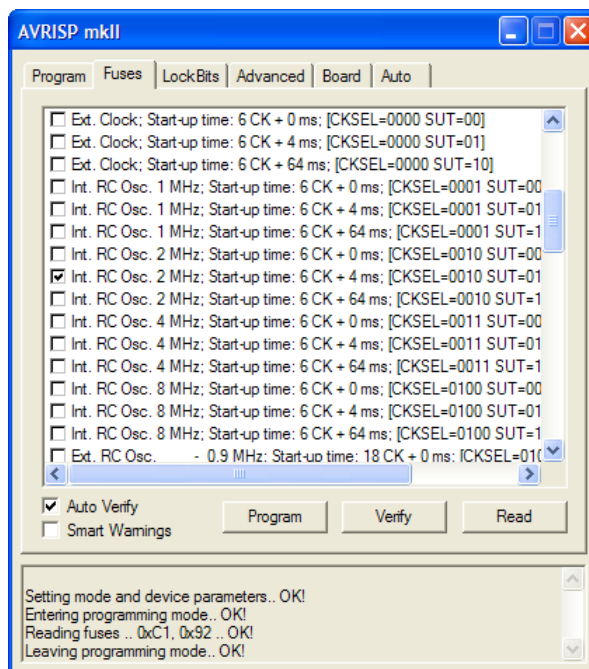 AVRISP mkII
Program Fuses LockBits Advanced Board Auto
Ext. Clock; Start-up time: 6 CK + 0 ms; [CKSEL=0000 SUT=00]
Ext. Clock; Start-up time: 6 CK + 4 ms; [CKSEL=0000 SUT=01]
Ext. Clock; Start-up time: 6 CK + 64 ms; [CKSEL=0000 SUT=10]
Int. RC Osc. 1 MHz; Start-up time: 6 CK + 0 ms; [CKSEL=0001 SUT=00
Int. RC Osc. 1 MHz; Start-up time: 6 CK + 4 ms; [CKSEL=0001 SUT=01
Int. RC Osc. 1 MHz; Start-up time: 6 CK + 64 ms; [CKSEL=0001 SUT=1
Int. RC Osc. 2 MHz; Start-up time: 6 CK + 0 ms; [CKSEL=0010 SUT=00
Int. RC Osc. 2 MHz; Start-up time: 6 CK + 4 ms; [CKSEL=0010 SUT=01
Int. RC Osc. 2 MHz; Start-up time: 6 CK + 64 ms; [CKSEL=0010 SUT=1
Int. RC Osc. 4 MHz; Start-up time: 6 CK + 0 ms; [CKSEL=0011 SUT=00
Int. RC Osc. 4 MHz; Start-up time: 6 CK + 4 ms; [CKSEL=0011 SUT=01
Int. RC Osc. 4 MHz; Start-up time: 6 CK + 64 ms; [CKSEL=0011 SUT=1
Int. RC Osc. 8 MHz; Start-up time: 6 CK + 0 ms; [CKSEL=0100 SUT=00
Int. RC Osc. 8 MHz; Start-up time: 6 CK + 4 ms; [CKSEL=0100 SUT=01
Int. RC Osc. 8 MHz; Start-up time: 6 CK + 64 ms; [CKSEL=0100 SUT=1
Ext. RC Osc. - 0.9 MHz; Start-up time: 18 CK + 0 ms; [CKSEL=010
Auto Verify
Smart Warnings
Program Verify Read
Setting mode and device parameters.. OK!
Entering programming mode.. OK!
Reading fuses .. 0xC1, 0x92 .. OK!
Leaving programming mode.. OK!